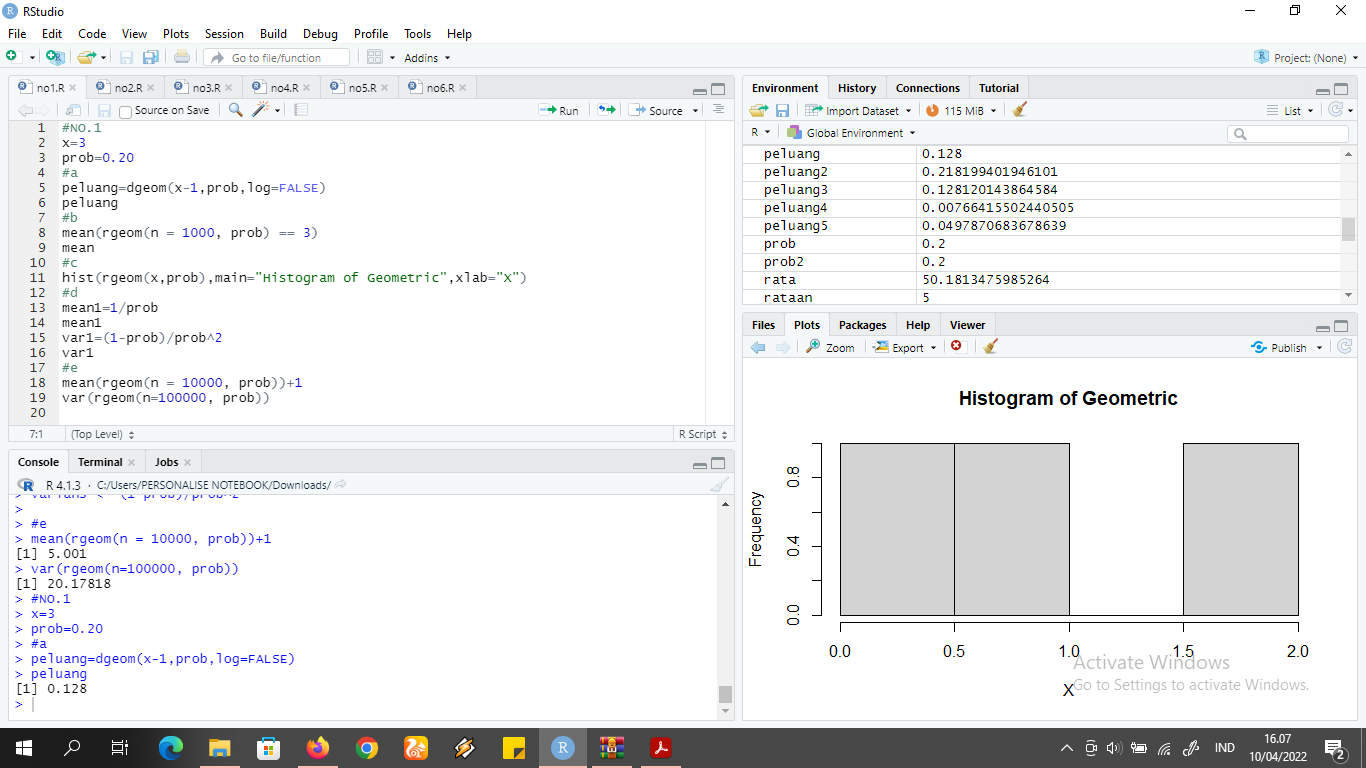 RStudio
File Edit Code View Plots Session Build Debug Profile Tools Help
Go to file/function Addins Project: (None)
no1.R no2.R no3.R no4.R no5.R no6.R
Source on Save Run Source
1 #NO.1
2 x=3
3 prob=0.20
4 #a
5 peluang=dgeom(x-1,prob,log=FALSE)
6 peluang
7 #b
8 mean(rgeom(n = 1000, prob) == 3)
9 mean
10 #c
11 hist(rgeom(x,prob),main="Histogram of Geometric",xlab="X")
12 #d
13 mean1=1/prob
14 mean1
15 var1=(1-prob)/prob^2
16 var1
17 #e
18 mean(rgeom(n = 10000, prob))+1
19 var(rgeom(n=100000, prob))
20
7:1 (Top Level) R Script
Console Terminal Jobs
R 4.1.3 · C:/Users/PERSONALISE NOTEBOOK/Downloads/
>
> #e
> mean(rgeom(n = 10000, prob))+1
[1] 5.001
> var(rgeom(n=100000, prob))
[1] 20.17818
> #NO.1
> x=3
> prob=0.20
> #a
> peluang=dgeom(x-1,prob,log=FALSE)
> peluang
[1] 0.128
>
Environment History Connections Tutorial
Import Dataset 115 MiB List
R Global Environment
peluang 0.128
peluang2 0.218199401946101
peluang3 0.128120143864584
peluang4 0.00766415502440505
peluang5 0.0497870683678639
prob 0.2
prob2 0.2
rata 50.1813475985264
rataan 5
Files Plots Packages Help Viewer
Zoom Export Publish
Histogram of Geometric
Frequency
0.8
0.4
0.0
0.0 0.5 1.0 1.5 2.0
X
Activate Windows
Go to Settings to activate Windows.
IND 16.07
10/04/2022 2